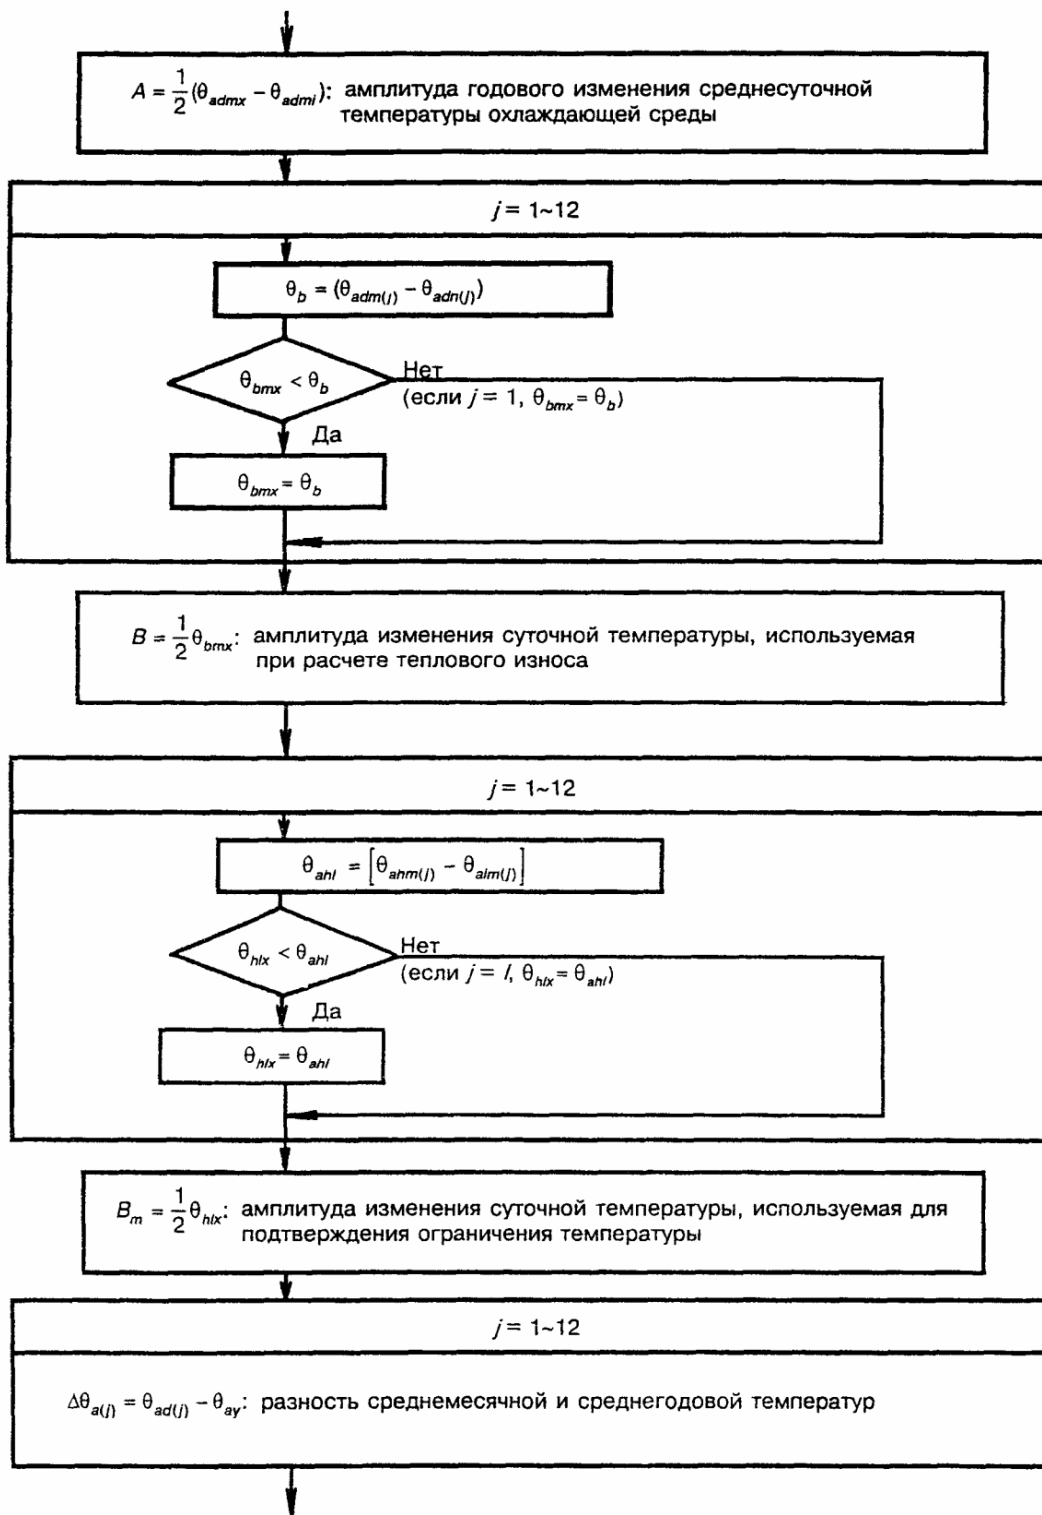 A = 1/2 (θadmx − θadmi): амплитуда годового изменения среднесуточной
температуры охлаждающей среды
j = 1~12
θb = (θadm(j) − θadn(j))
θbmx < θb
Нет
(если j = 1, θbmx = θb)
Да
θbmx = θb
B = 1/2 θbmx: амплитуда изменения суточной температуры, используемая
при расчете теплового износа
j = 1~12
θahl = [θahm(j) − θalm(j)]
θhlx < θahl
Нет
(если j = l, θhlx = θahl)
Да
θhlx = θahl
Bm = 1/2 θhlx: амплитуда изменения суточной температуры, используемая для
подтверждения ограничения температуры
j = 1~12
Δθa(j) = θad(j) − θay: разность среднемесячной и среднегодовой температур